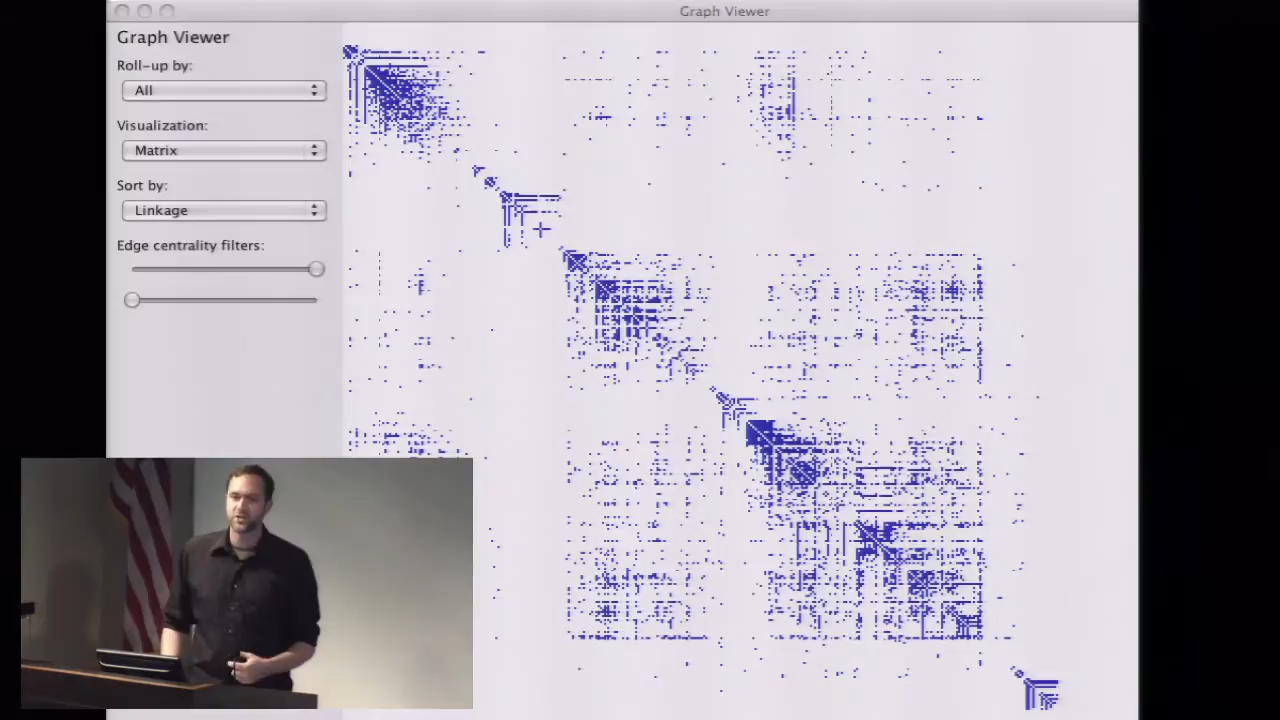 Graph Viewer
Graph Viewer
Roll-up by:
All
Visualization:
Matrix
Sort by:
Linkage
Edge centrality filters: